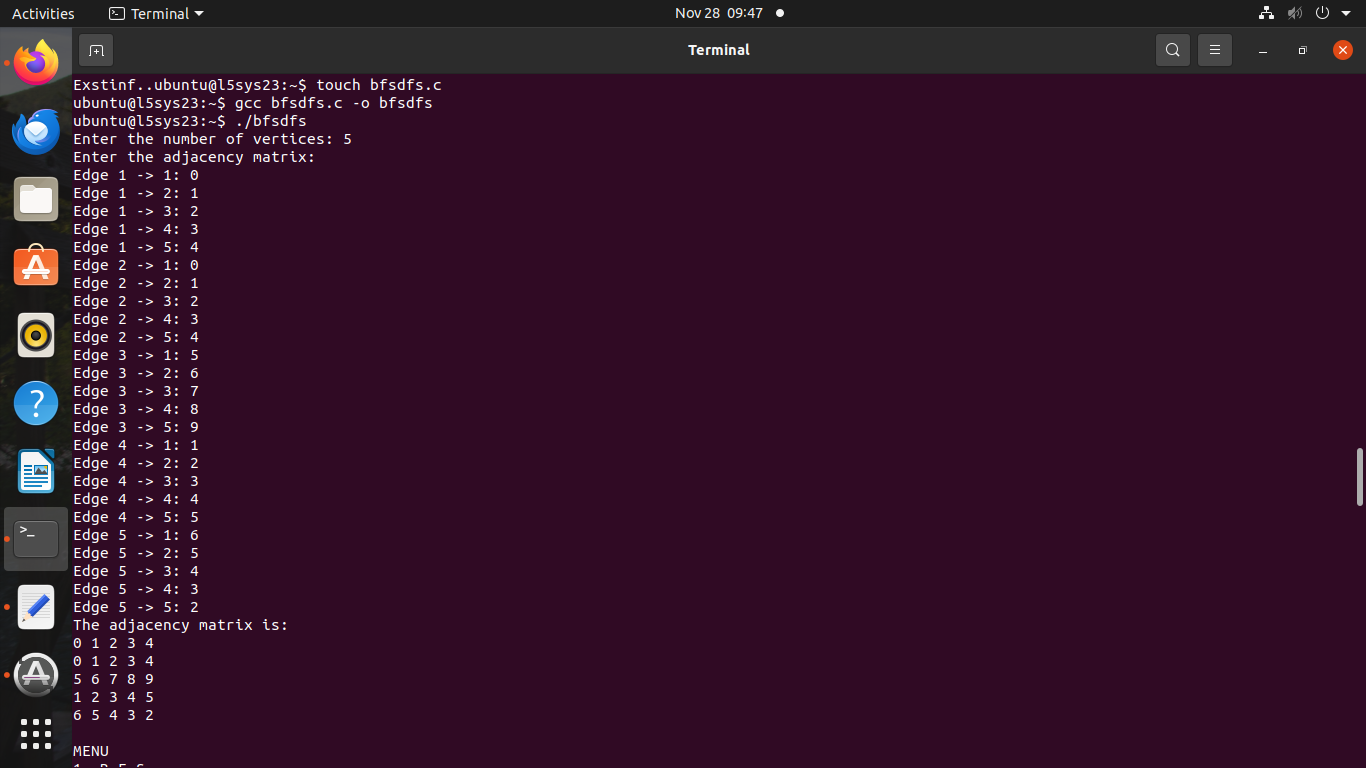 Activities Terminal Nov 28 09:47
Terminal
Exstinf..ubuntu@l5sys23:~$ touch bfsdfs.c
ubuntu@l5sys23:~$ gcc bfsdfs.c -o bfsdfs
ubuntu@l5sys23:~$ ./bfsdfs
Enter the number of vertices: 5
Enter the adjacency matrix:
Edge 1 -> 1: 0
Edge 1 -> 2: 1
Edge 1 -> 3: 2
Edge 1 -> 4: 3
Edge 1 -> 5: 4
Edge 2 -> 1: 0
Edge 2 -> 2: 1
Edge 2 -> 3: 2
Edge 2 -> 4: 3
Edge 2 -> 5: 4
Edge 3 -> 1: 5
Edge 3 -> 2: 6
Edge 3 -> 3: 7
Edge 3 -> 4: 8
Edge 3 -> 5: 9
Edge 4 -> 1: 1
Edge 4 -> 2: 2
Edge 4 -> 3: 3
Edge 4 -> 4: 4
Edge 4 -> 5: 5
Edge 5 -> 1: 6
Edge 5 -> 2: 5
Edge 5 -> 3: 4
Edge 5 -> 4: 3
Edge 5 -> 5: 2
The adjacency matrix is:
0 1 2 3 4
0 1 2 3 4
5 6 7 8 9
1 2 3 4 5
6 5 4 3 2
MENU